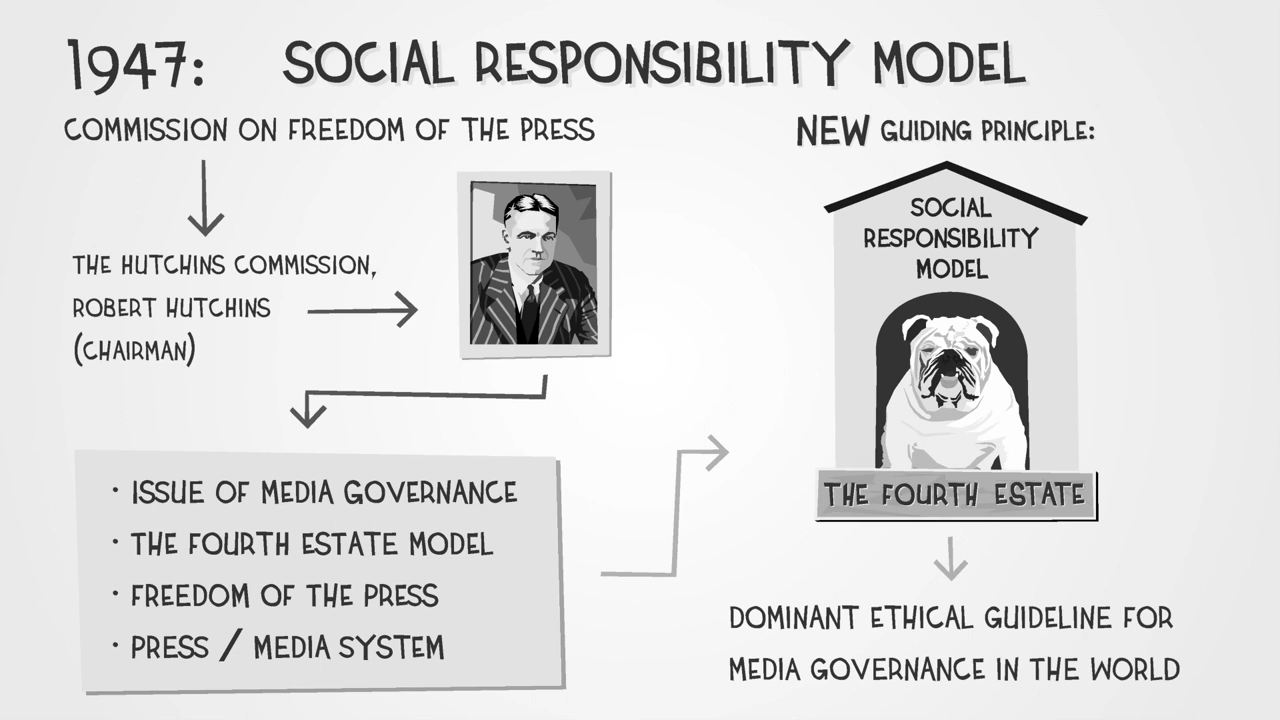 1947: SOCIAL RESPONSIBILITY MODEL
COMMISSION ON FREEDOM OF THE PRESS
THE HUTCHINS COMMISSION,
ROBERT HUTCHINS
(CHAIRMAN)
· ISSUE OF MEDIA GOVERNANCE
· THE FOURTH ESTATE MODEL
· FREEDOM OF THE PRESS
· PRESS / MEDIA SYSTEM
NEW GUIDING PRINCIPLE:
SOCIAL
RESPONSIBILITY
MODEL
THE FOURTH ESTATE
DOMINANT ETHICAL GUIDELINE FOR
MEDIA GOVERNANCE IN THE WORLD